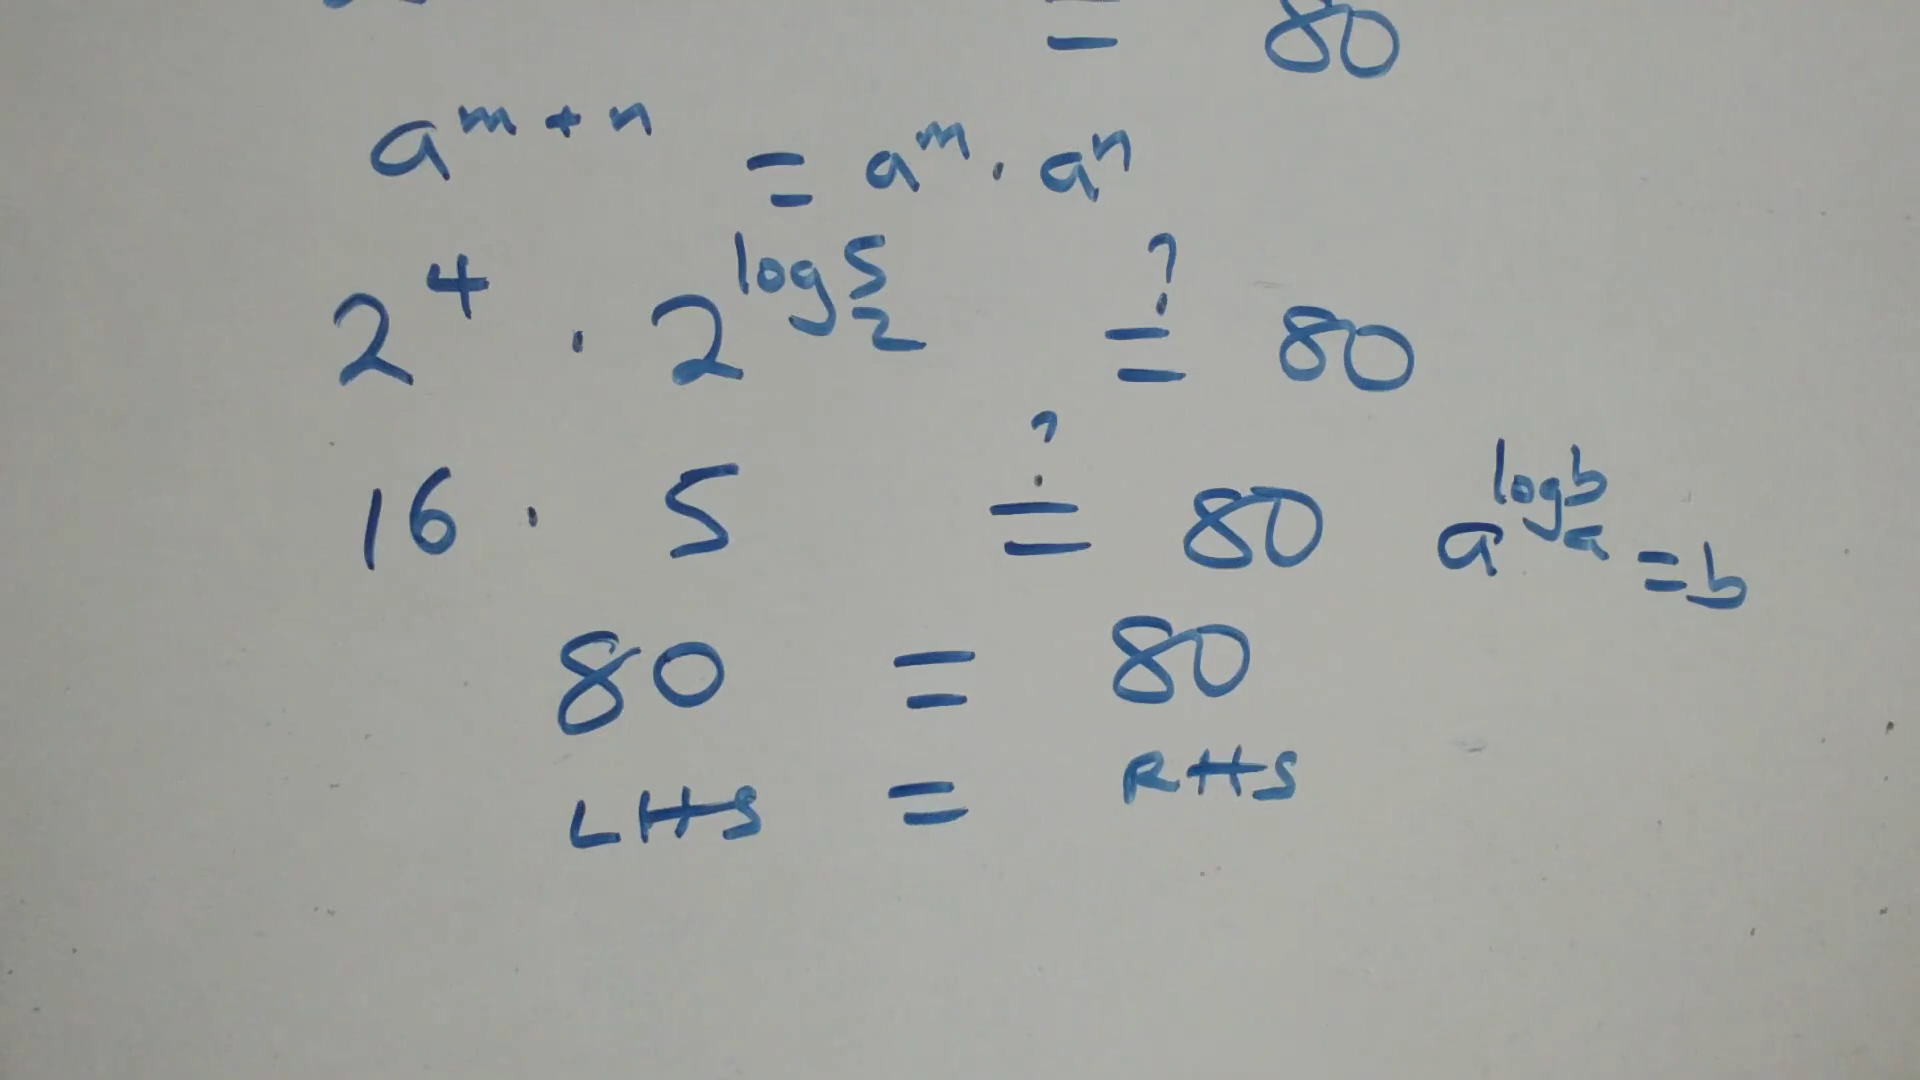 = 80
a^{m+n} = a^m · a^n
2^4 · 2^{log_2 5} ?= 80
16 · 5 ?= 80 a^{log_a b} = b
80 = 80
LHS = RHS